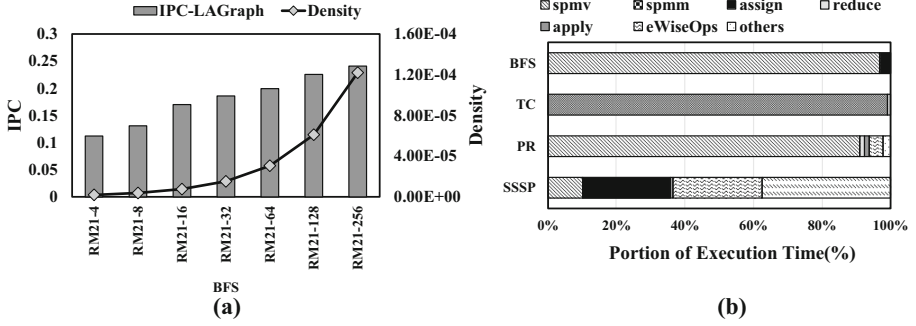 IPC-LAGraph Density
0.3
0.25
0.2
0.15
0.1
0.05
0
IPC
1.60E-04
1.20E-04
8.00E-05
4.00E-05
0.00E+00
Density
RM21-4
RM21-8
RM21-16
RM21-32
RM21-64
RM21-128
RM21-256
BFS
(a)
spmv spmm assign reduce
apply eWiseOps others
BFS
TC
PR
SSSP
0% 20% 40% 60% 80% 100%
Portion of Execution Time(%)
(b)